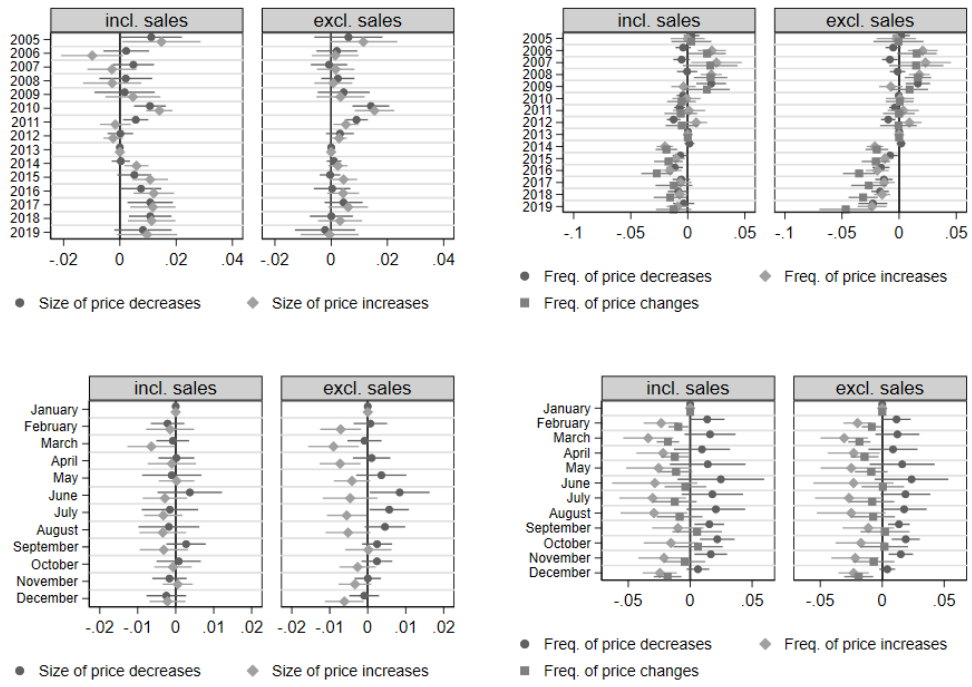 incl. sales excl. sales
2005
2006
2007
2008
2009
2010
2011
2012
2013
2014
2015
2016
2017
2018
2019
-.02 0 .02 .04 -.02 0 .02 .04
Size of price decreases Size of price increases
incl. sales excl. sales
2005
2006
2007
2008
2009
2010
2011
2012
2013
2014
2015
2016
2017
2018
2019
-.1 -.05 0 .05 -.1 -.05 0 .05
Freq. of price decreases Freq. of price increases
Freq. of price changes
incl. sales excl. sales
January
February
March
April
May
June
July
August
September
October
November
December
-.02 -.01 0 .01 .02 -.02 -.01 0 .01 .02
Size of price decreases Size of price increases
incl. sales excl. sales
January
February
March
April
May
June
July
August
September
October
November
December
-.05 0 .05 -.05 0 .05
Freq. of price decreases Freq. of price increases
Freq. of price changes